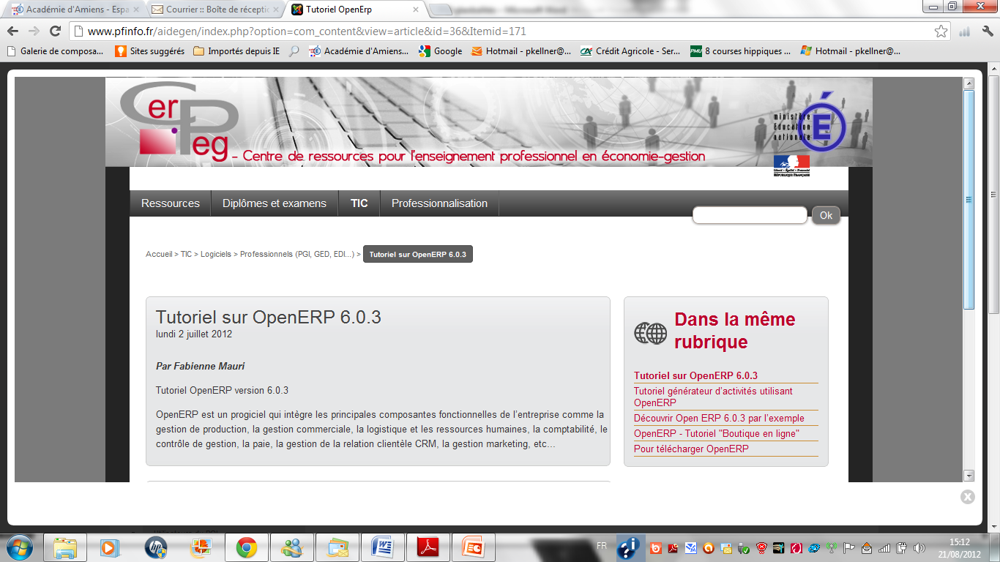 Académie d'Amiens - Espa
Courrier :: Boîte de réceptic
Tutoriel OpenErp
www.pfinfo.fr/aidegen/index.php?option=com_content&view=article&id=36&Itemid=171
Galerie de composa...
Sites suggérés
Importés depuis IE
Académie d'Amiens...
Google
Hotmail - pkellner@...
Crédit Agricole - Ser...
8 courses hippiques ...
Hotmail - pkellner@...
CerPeg
- Centre de ressources pour l'enseignement professionnel en économie-gestion
ministère
éducation
nationale
É
Liberté • Égalité • Fraternité
RÉPUBLIQUE FRANÇAISE
Ressources
Diplômes et examens
TIC
Professionnalisation
Ok
Accueil > TIC > Logiciels > Professionnels (PGI, GED, EDI...) > Tutoriel sur OpenERP 6.0.3
Tutoriel sur OpenERP 6.0.3
lundi 2 juillet 2012
Par Fabienne Mauri
Tutoriel OpenERP version 6.0.3
OpenERP est un progiciel qui intègre les principales composantes fonctionnelles de l'entreprise comme la
gestion de production, la gestion commerciale, la logistique et les ressources humaines, la comptabilité, le
contrôle de gestion, la paie, la gestion de la relation clientèle CRM, la gestion marketing, etc...
Dans la même
rubrique
Tutoriel sur OpenERP 6.0.3
Tutoriel générateur d'activités utilisant
OpenERP
Découvrir Open ERP 6.0.3 par l'exemple
OpenERP - Tutoriel "Boutique en ligne"
Pour télécharger OpenERP
FR
15:12
21/08/2012